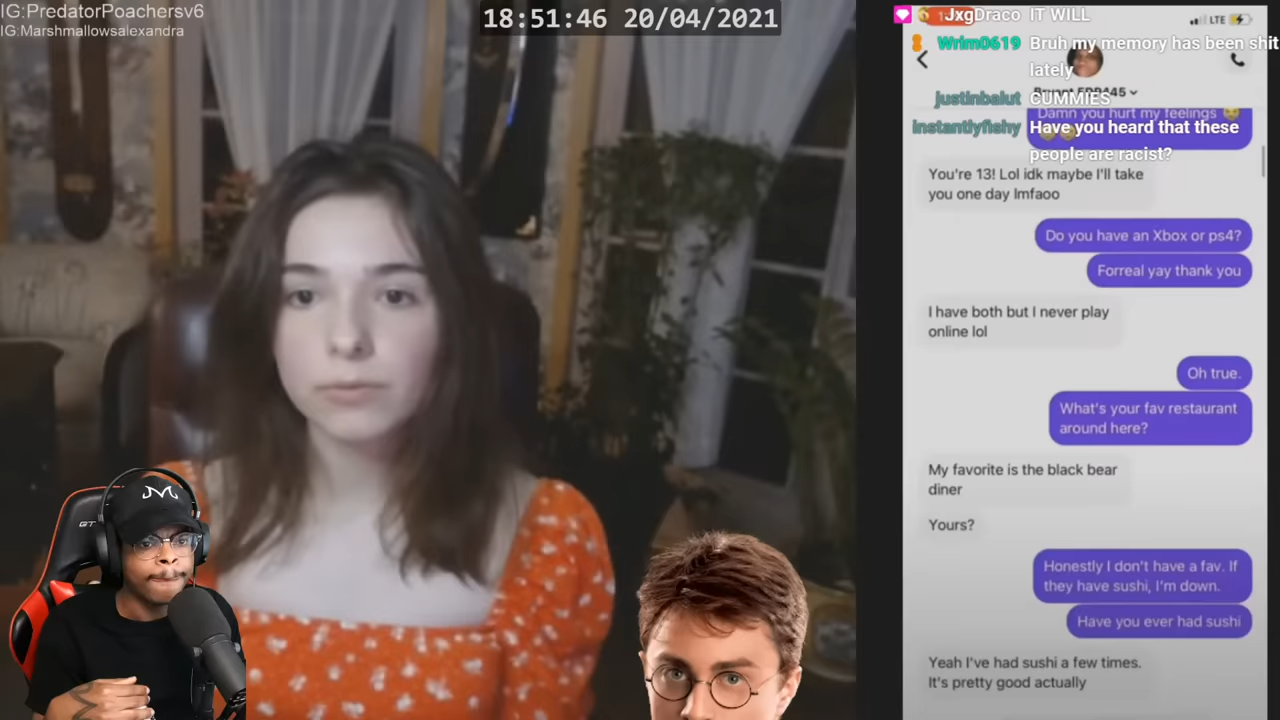 IG:PredatorPoachersv6
IG:Marshmallowsalexandra
18:51:46 20/04/2021
JxgDraco IT WILL
LTE
Wrim0619 Bruh my memory has been shit
lately
justinbalut CUMMIES
instantlyfishy Have you heard that these
people are racist?
Damn you hurt my feelings
You're 13! Lol idk maybe I'll take
you one day lmfaoo
Do you have an Xbox or ps4?
Forreal yay thank you
I have both but I never play
online lol
Oh true.
What's your fav restaurant
around here?
My favorite is the black bear
diner
Yours?
Honestly I don't have a fav. If
they have sushi, I'm down.
Have you ever had sushi
Yeah I've had sushi a few times.
It's pretty good actually
GT